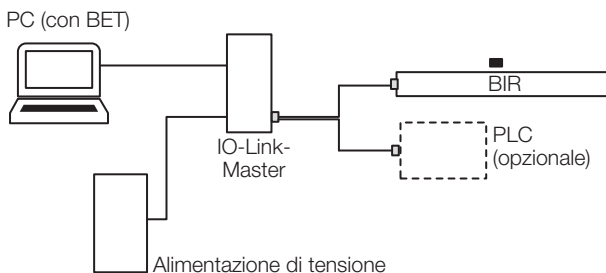 PC (con BET)
BIR
IO-Link-
Master
PLC
(opzionale)
Alimentazione di tensione